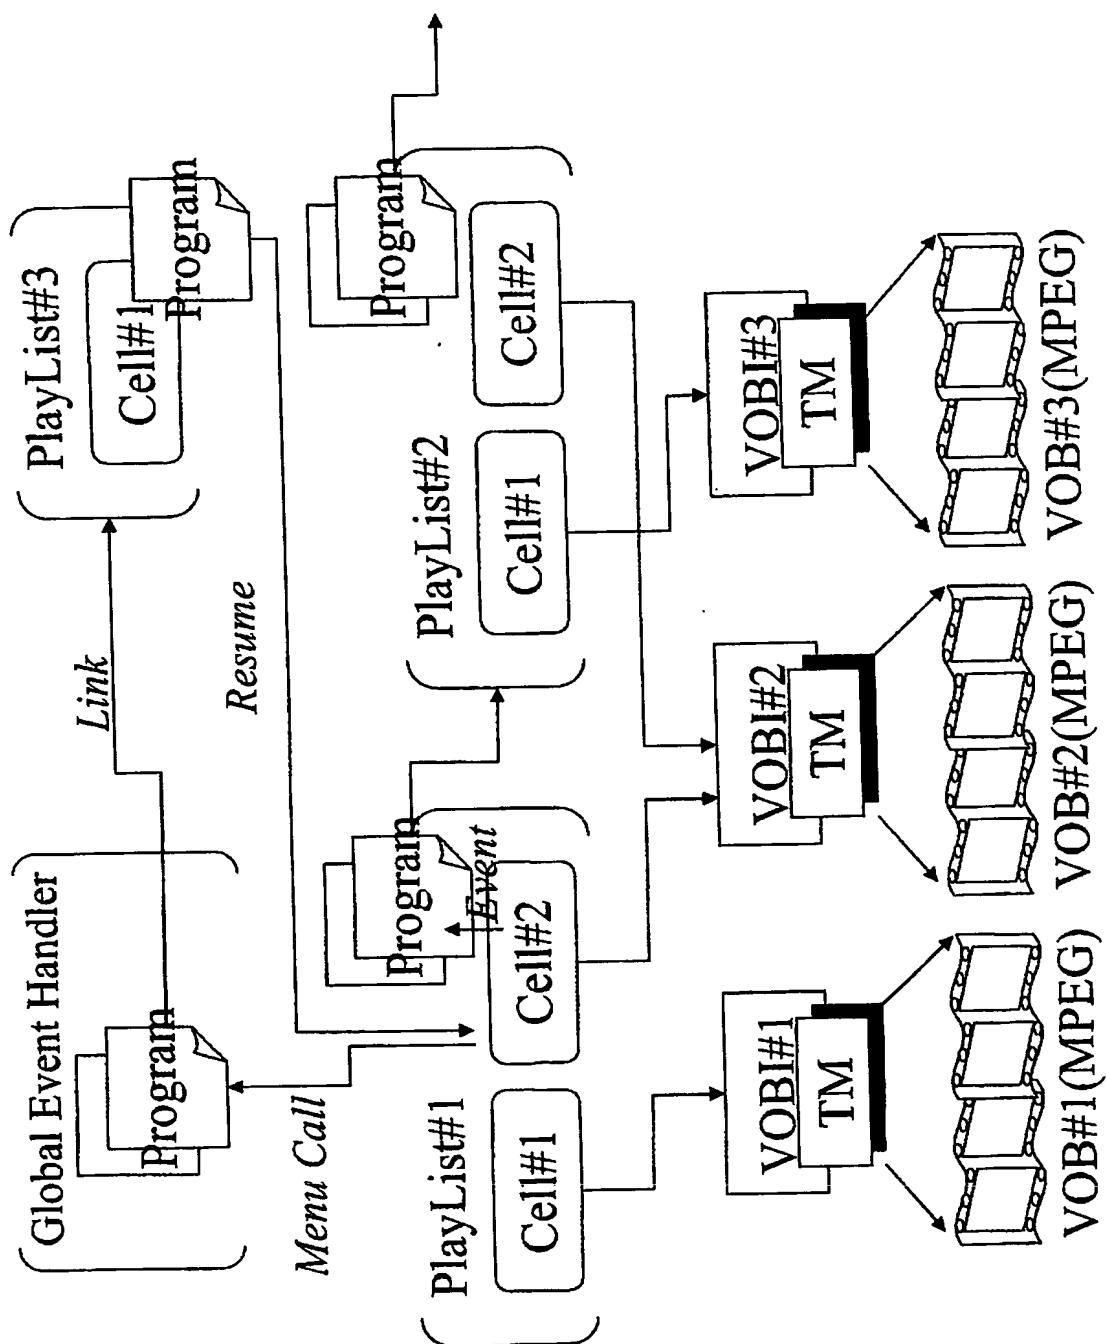 Global Event Handler
Program
Link
PlayList#3
Cell#1
Program
Menu Call
Resume
PlayList#1
Cell#1
Cell#2
Program
Event
PlayList#2
Cell#1
Cell#2
Program
VOBI#1
TM
VOBI#2
TM
VOBI#3
TM
VOB#1(MPEG)
VOB#2(MPEG)
VOB#3(MPEG)